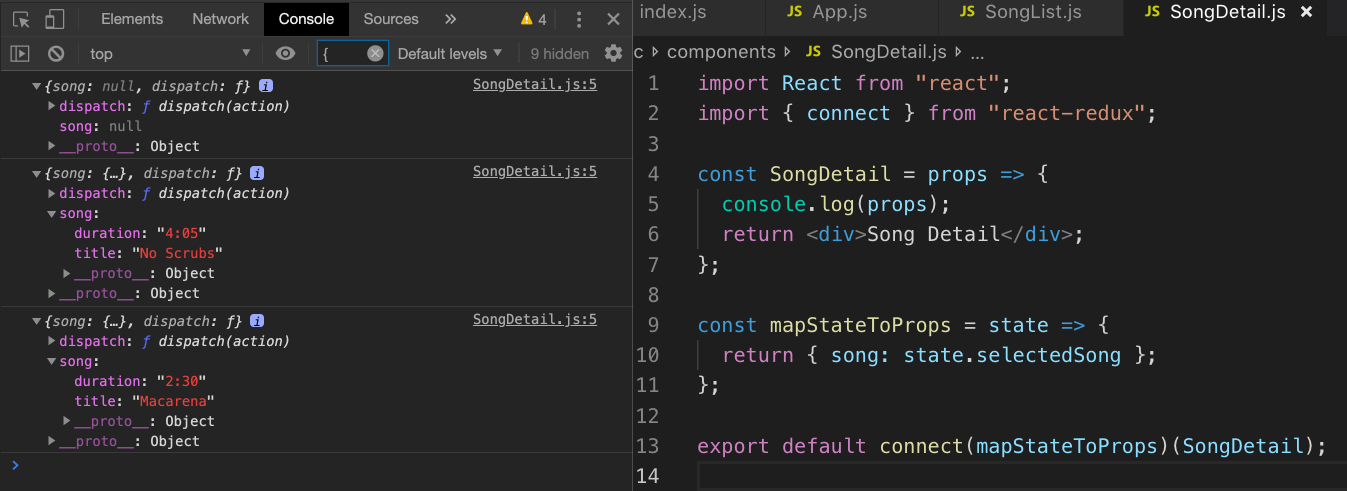 Elements Network Console Sources » 4
top { Default levels 9 hidden
{song: null, dispatch: ƒ} i SongDetail.js:5
dispatch: ƒ dispatch(action)
song: null
__proto__: Object
{song: {…}, dispatch: ƒ} i SongDetail.js:5
dispatch: ƒ dispatch(action)
song:
duration: "4:05"
title: "No Scrubs"
__proto__: Object
__proto__: Object
{song: {…}, dispatch: ƒ} i SongDetail.js:5
dispatch: ƒ dispatch(action)
song:
duration: "2:30"
title: "Macarena"
__proto__: Object
__proto__: Object
>
index.js JS App.js JS SongList.js JS SongDetail.js ×
c > components > JS SongDetail.js > ...
1 import React from "react";
2 import { connect } from "react-redux";
3
4 const SongDetail = props => {
5 console.log(props);
6 return <div>Song Detail</div>;
7 };
8
9 const mapStateToProps = state => {
10 return { song: state.selectedSong };
11 };
12
13 export default connect(mapStateToProps)(SongDetail);
14